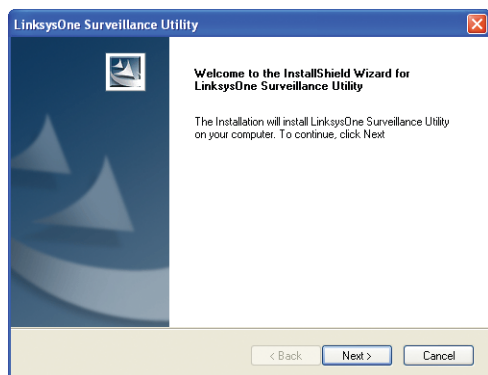 LinksysOne Surveillance Utility
Welcome to the InstallShield Wizard for
LinksysOne Surveillance Utility
The Installation will install LinksysOne Surveillance Utility
on your computer. To continue, click Next
< Back Next > Cancel